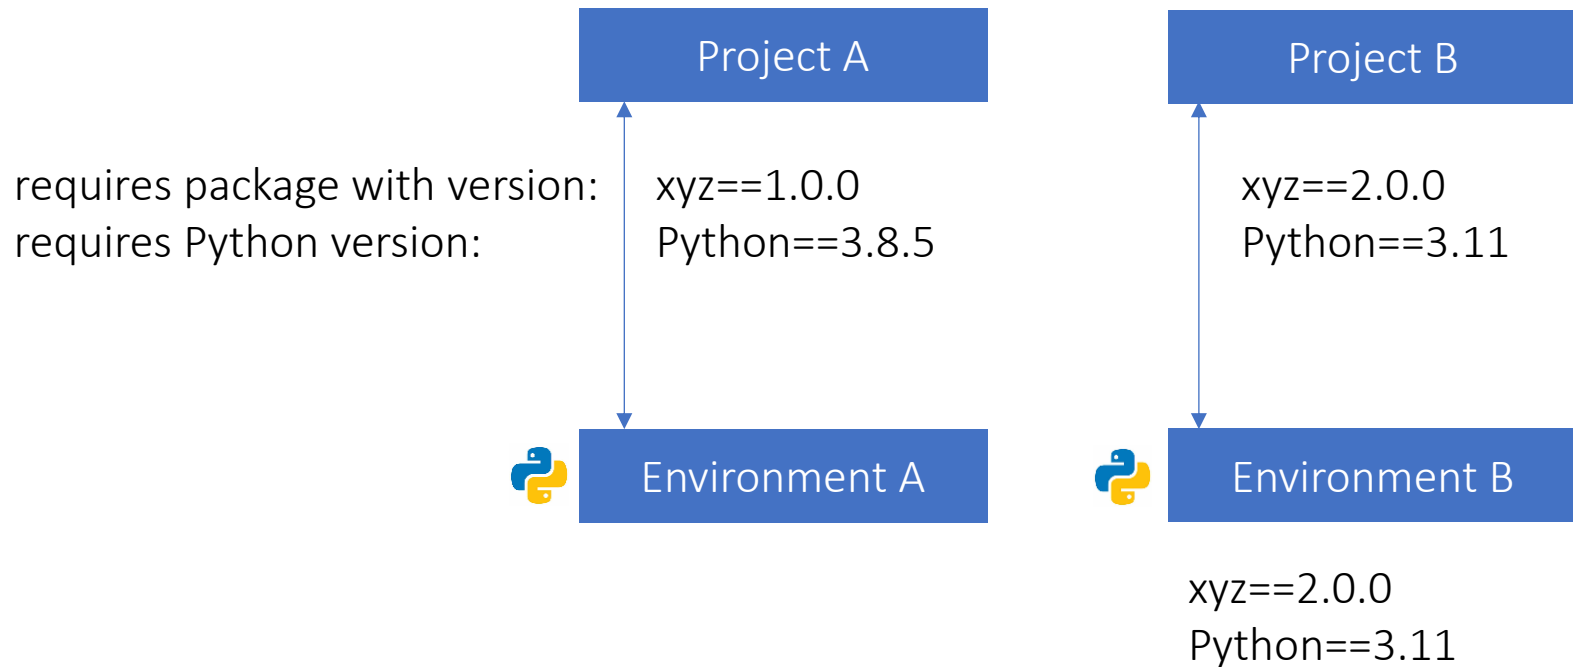 Project A
Project B
requires package with version: xyz==1.0.0 xyz==2.0.0
requires Python version: Python==3.8.5 Python==3.11
Environment A
Environment B
xyz==2.0.0
Python==3.11